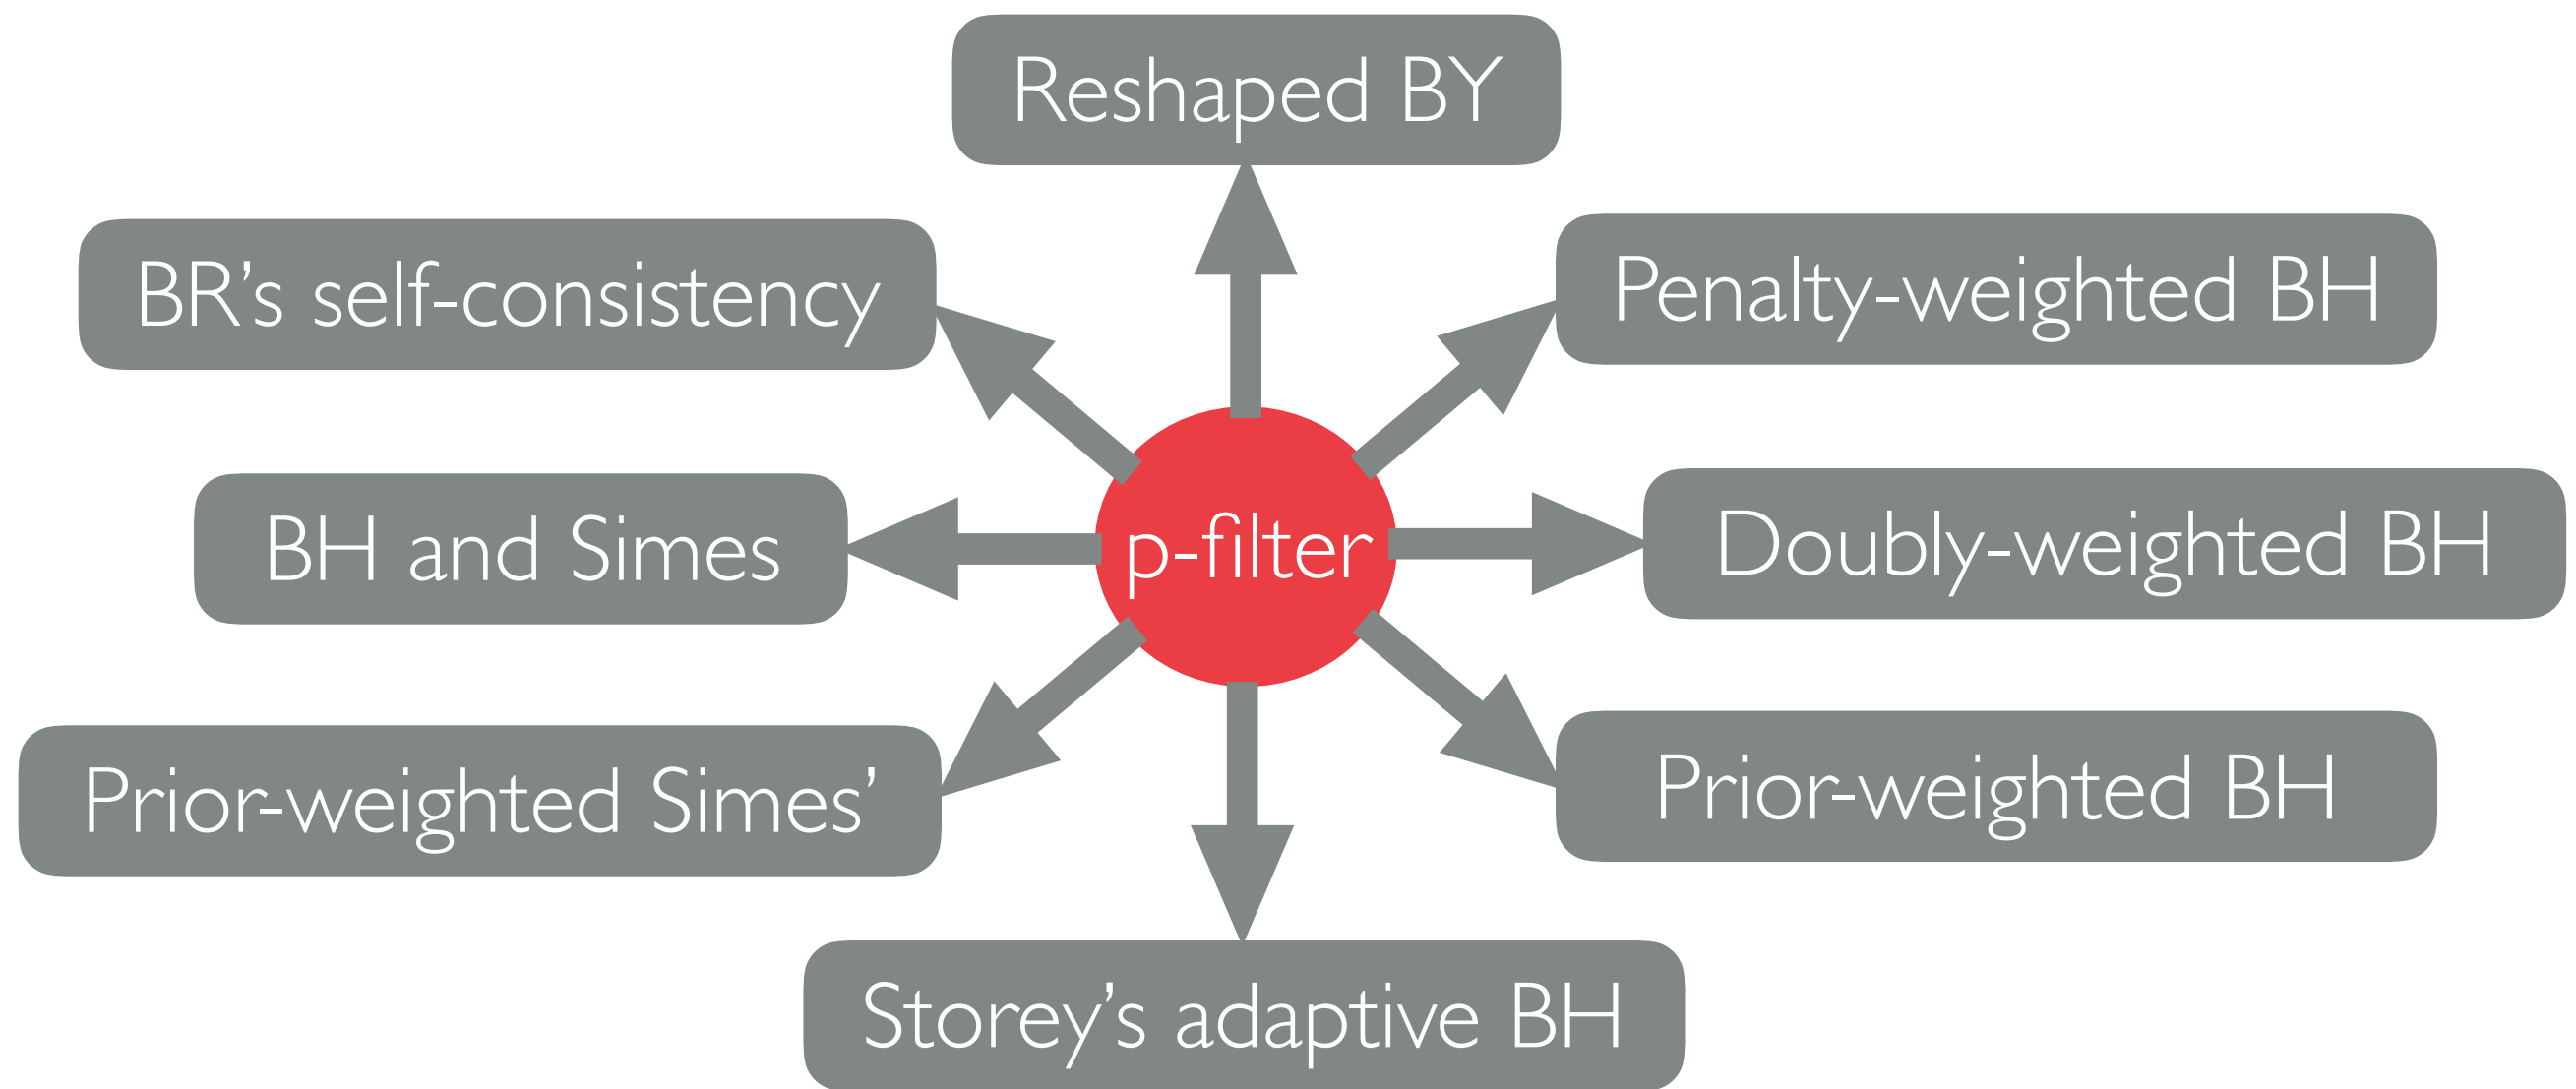 Reshaped BY
BR’s self-consistency
Penalty-weighted BH
BH and Simes
p-filter
Doubly-weighted BH
Prior-weighted Simes’
Prior-weighted BH
Storey’s adaptive BH